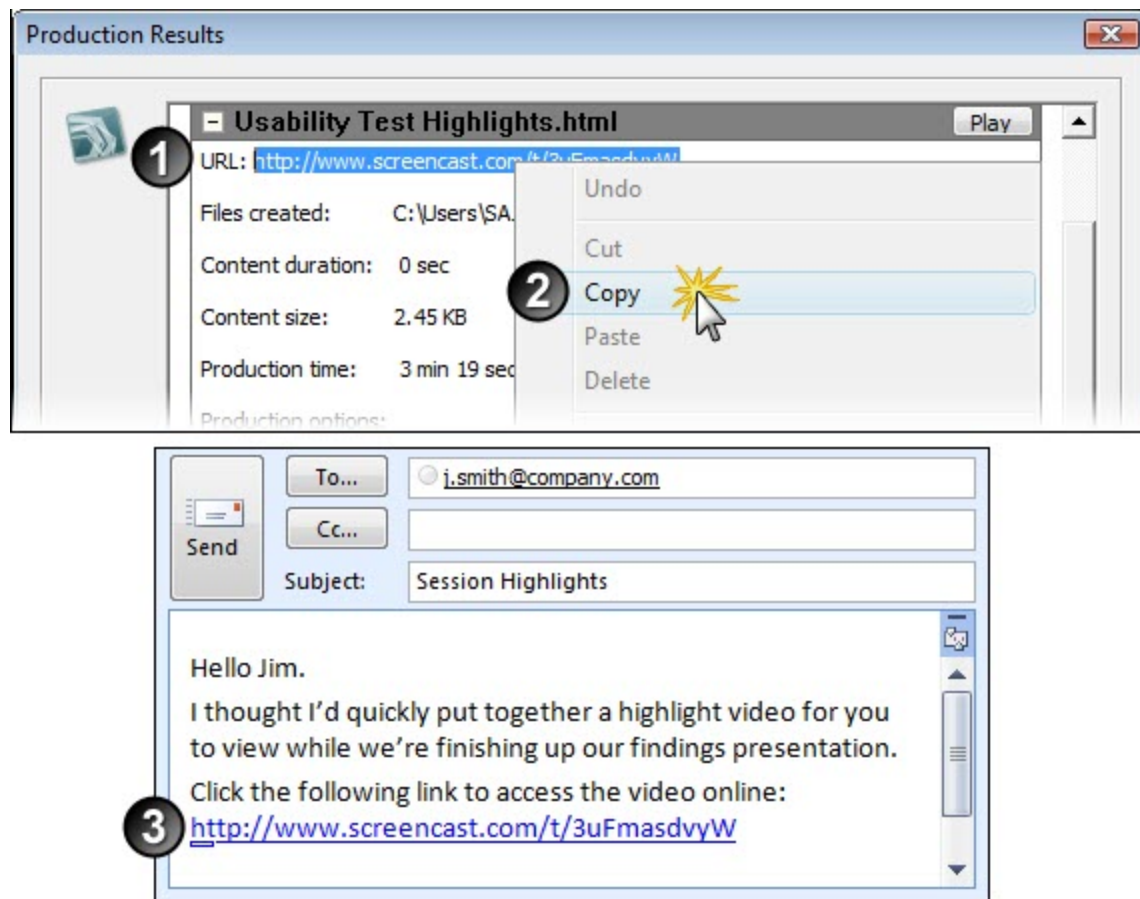 Production Results
Usability Test Highlights.html Play
1
URL: http://www.screencast.com/t/3uFmasdvyW
Undo
Files created: C:\Users\SA
Cut
Content duration: 0 sec
2 Copy
Content size: 2.45 KB
Paste
Production time: 3 min 19 sec
Delete
Production options:
To... j.smith@company.com
Cc...
Send
Subject: Session Highlights
Hello Jim.
I thought I’d quickly put together a highlight video for you
to view while we’re finishing up our findings presentation.
Click the following link to access the video online:
3 http://www.screencast.com/t/3uFmasdvyW